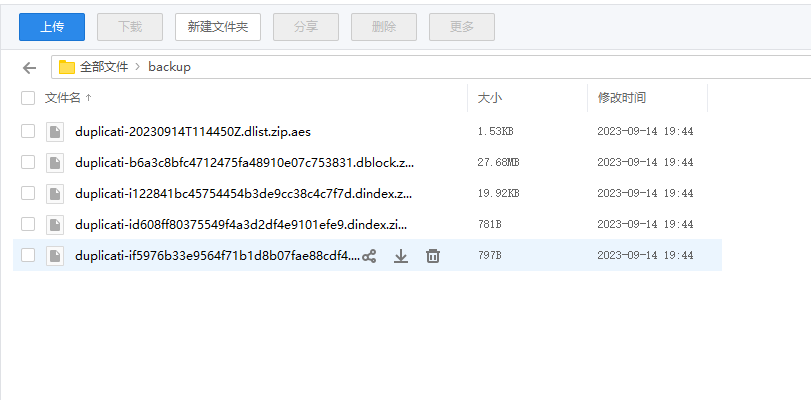 上传 下载 新建文件夹 分享 删除 更多
全部文件 > backup
文件名 ↑ 大小 修改时间
duplicati-20230914T114450Z.dlist.zip.aes 1.53KB 2023-09-14 19:44
duplicati-b6a3c8bfc4712475fa48910e07c753831.dblock.z... 27.68MB 2023-09-14 19:44
duplicati-i122841bc45754454b3de9cc38c4c7f7d.dindex.z... 19.92KB 2023-09-14 19:44
duplicati-id608ff80375549f4a3d2df4e9101efe9.dindex.zi... 781B 2023-09-14 19:44
duplicati-if5976b33e9564f71b1d8b07fae88cdf4.... 797B 2023-09-14 19:44